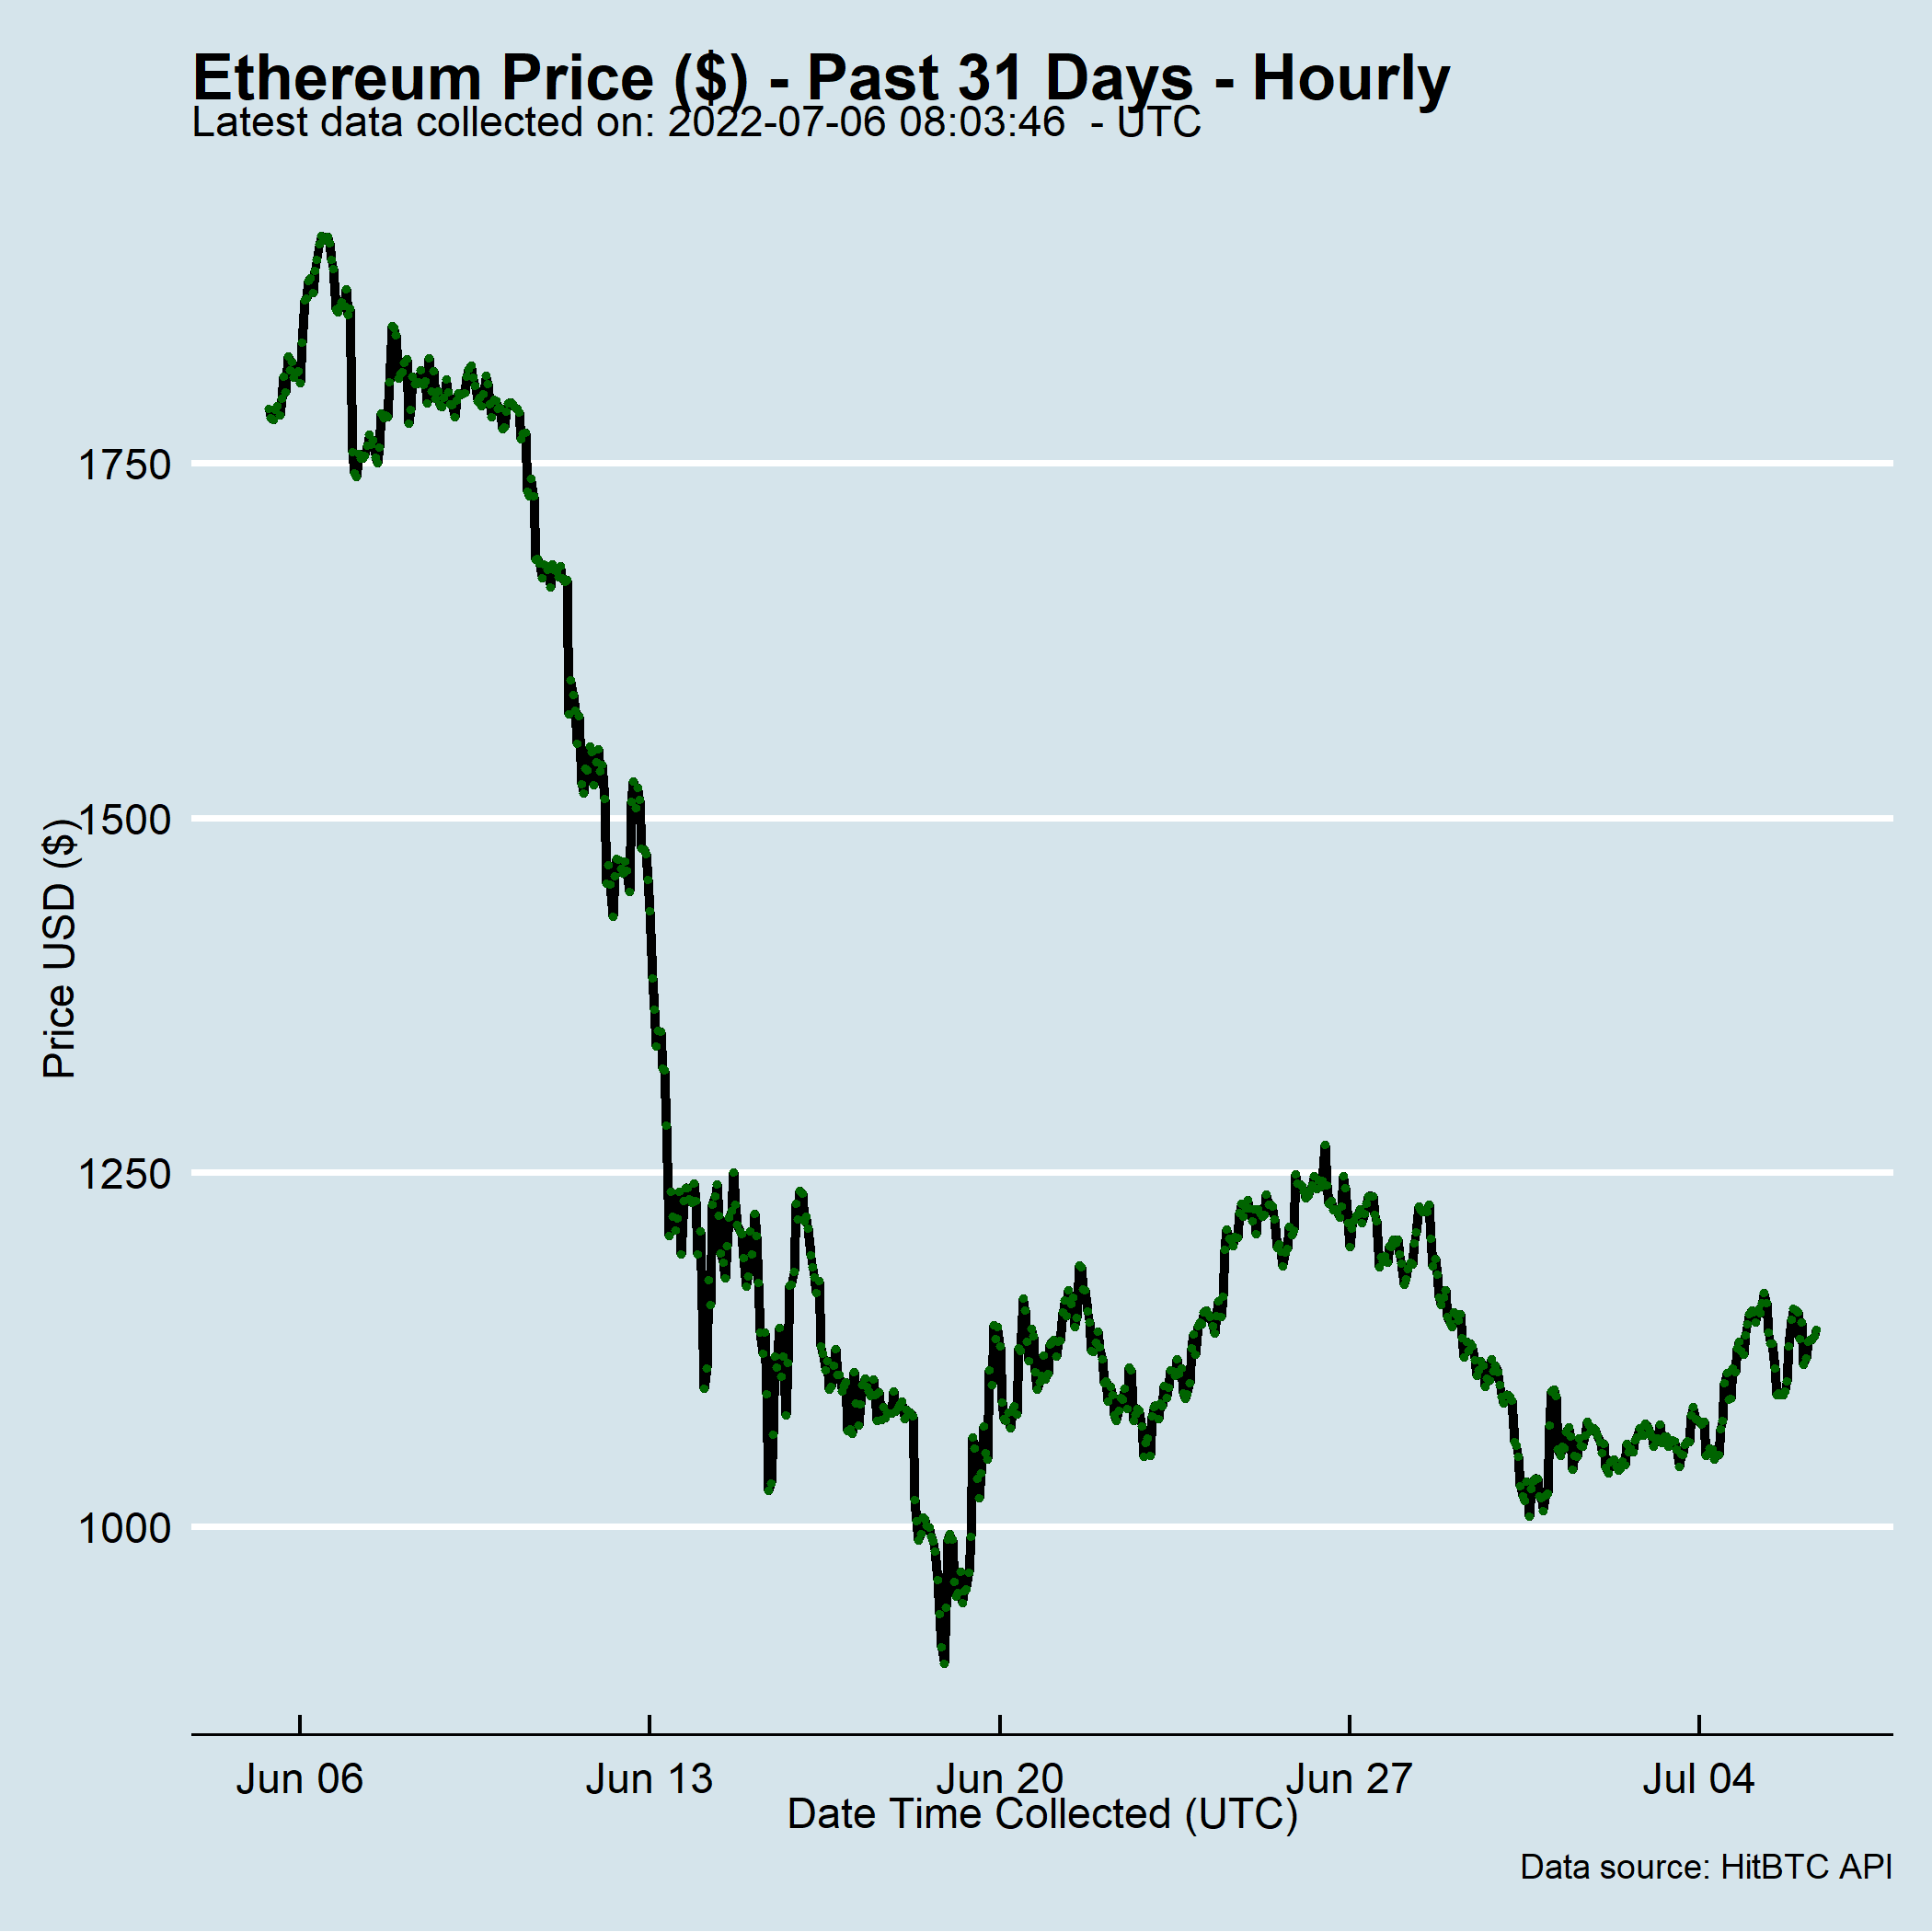 Ethereum Price ($) - Past 31 Days - Hourly
Latest data collected on: 2022-07-06 08:03:46  - UTC
1750
1500
1250
1000
Price USD ($)
Jun 06
Jun 13
Jun 20
Jun 27
Jul 04
Date Time Collected (UTC)
Data source: HitBTC API